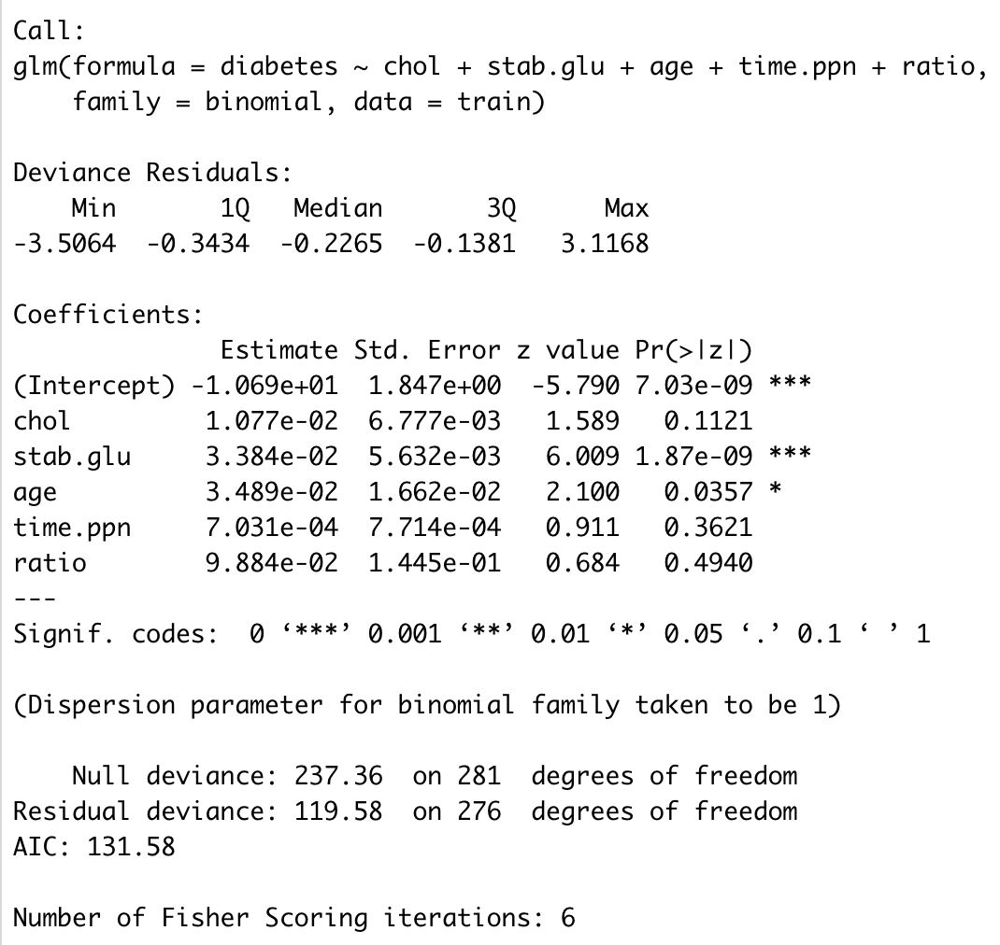 Call:
glm(formula = diabetes ~ chol + stab.glu + age + time.ppn + ratio,
    family = binomial, data = train)

Deviance Residuals:
    Min       1Q   Median       3Q      Max
-3.5064  -0.3434  -0.2265  -0.1381   3.1168

Coefficients:
              Estimate Std. Error z value Pr(>|z|)
(Intercept) -1.069e+01  1.847e+00  -5.790 7.03e-09 ***
chol         1.077e-02  6.777e-03   1.589   0.1121
stab.glu     3.384e-02  5.632e-03   6.009 1.87e-09 ***
age          3.489e-02  1.662e-02   2.100   0.0357 *
time.ppn     7.031e-04  7.714e-04   0.911   0.3621
ratio        9.884e-02  1.445e-01   0.684   0.4940
---
Signif. codes:  0 ‘***’ 0.001 ‘**’ 0.01 ‘*’ 0.05 ‘.’ 0.1 ‘ ’ 1

(Dispersion parameter for binomial family taken to be 1)

    Null deviance: 237.36  on 281  degrees of freedom
Residual deviance: 119.58  on 276  degrees of freedom
AIC: 131.58

Number of Fisher Scoring iterations: 6